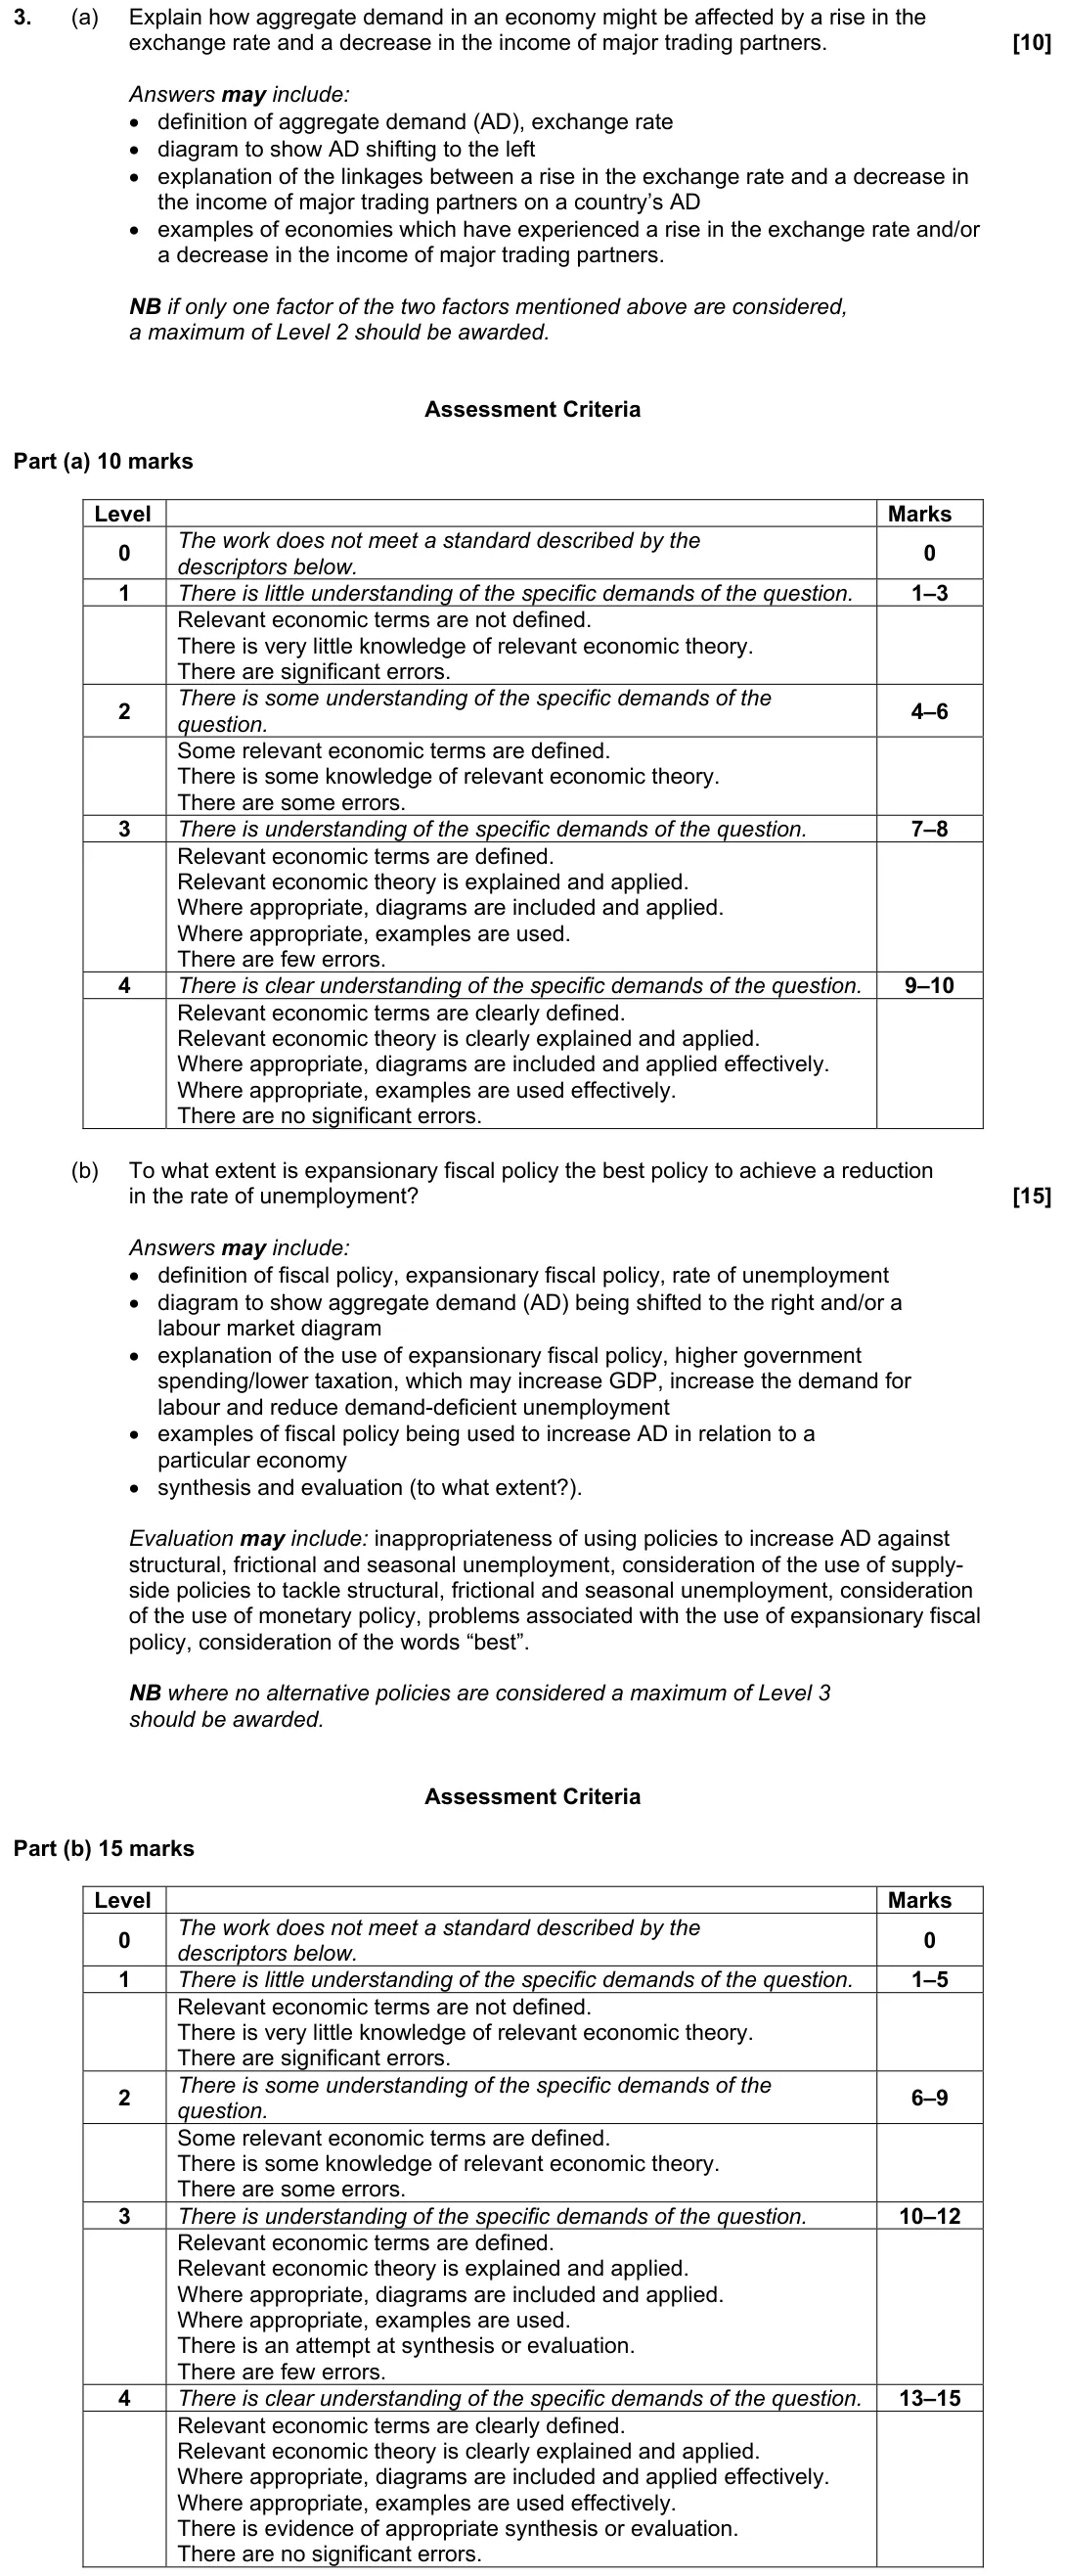 3. (a) Explain how aggregate demand in an economy might be affected by a rise in the
exchange rate and a decrease in the income of major trading partners. [10]
Answers may include:
• definition of aggregate demand (AD), exchange rate
• diagram to show AD shifting to the left
• explanation of the linkages between a rise in the exchange rate and a decrease in
the income of major trading partners on a country's AD
• examples of economies which have experienced a rise in the exchange rate and/or
a decrease in the income of major trading partners.
NB if only one factor of the two factors mentioned above are considered,
a maximum of Level 2 should be awarded.
Assessment Criteria
Part (a) 10 marks
Level Marks
0 The work does not meet a standard described by the
descriptors below. 0
1 There is little understanding of the specific demands of the question. 1–3
Relevant economic terms are not defined.
There is very little knowledge of relevant economic theory.
There are significant errors.
2 There is some understanding of the specific demands of the
question. 4–6
Some relevant economic terms are defined.
There is some knowledge of relevant economic theory.
There are some errors.
3 There is understanding of the specific demands of the question. 7–8
Relevant economic terms are defined.
Relevant economic theory is explained and applied.
Where appropriate, diagrams are included and applied.
Where appropriate, examples are used.
There are few errors.
4 There is clear understanding of the specific demands of the question. 9–10
Relevant economic terms are clearly defined.
Relevant economic theory is clearly explained and applied.
Where appropriate, diagrams are included and applied effectively.
Where appropriate, examples are used effectively.
There are no significant errors.
(b) To what extent is expansionary fiscal policy the best policy to achieve a reduction
in the rate of unemployment? [15]
Answers may include:
• definition of fiscal policy, expansionary fiscal policy, rate of unemployment
• diagram to show aggregate demand (AD) being shifted to the right and/or a
labour market diagram
• explanation of the use of expansionary fiscal policy, higher government
spending/lower taxation, which may increase GDP, increase the demand for
labour and reduce demand-deficient unemployment
• examples of fiscal policy being used to increase AD in relation to a
particular economy
• synthesis and evaluation (to what extent?).
Evaluation may include: inappropriateness of using policies to increase AD against
structural, frictional and seasonal unemployment, consideration of the use of supply-
side policies to tackle structural, frictional and seasonal unemployment, consideration
of the use of monetary policy, problems associated with the use of expansionary fiscal
policy, consideration of the words “best”.
NB where no alternative policies are considered a maximum of Level 3
should be awarded.
Assessment Criteria
Part (b) 15 marks
Level Marks
0 The work does not meet a standard described by the
descriptors below. 0
1 There is little understanding of the specific demands of the question. 1–5
Relevant economic terms are not defined.
There is very little knowledge of relevant economic theory.
There are significant errors.
2 There is some understanding of the specific demands of the
question. 6–9
Some relevant economic terms are defined.
There is some knowledge of relevant economic theory.
There are some errors.
3 There is understanding of the specific demands of the question. 10–12
Relevant economic terms are defined.
Relevant economic theory is explained and applied.
Where appropriate, diagrams are included and applied.
Where appropriate, examples are used.
There is an attempt at synthesis or evaluation.
There are few errors.
4 There is clear understanding of the specific demands of the question. 13–15
Relevant economic terms are clearly defined.
Relevant economic theory is clearly explained and applied.
Where appropriate, diagrams are included and applied effectively.
Where appropriate, examples are used effectively.
There is evidence of appropriate synthesis or evaluation.
There are no significant errors.